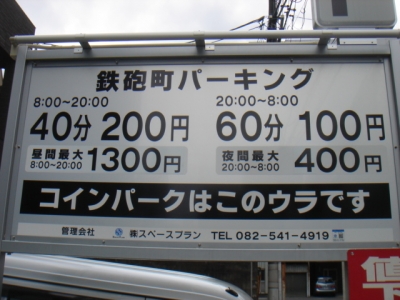 鉄砲町パーキング
8:00~20:00 20:00~8:00
40分 200円 60分 100円
昼間最大 8:00~20:00 1300円 夜間最大 20:00~8:00 400円
コインパークはこのウラです
管理会社 ㈱スペースプラン TEL 082-541-4919